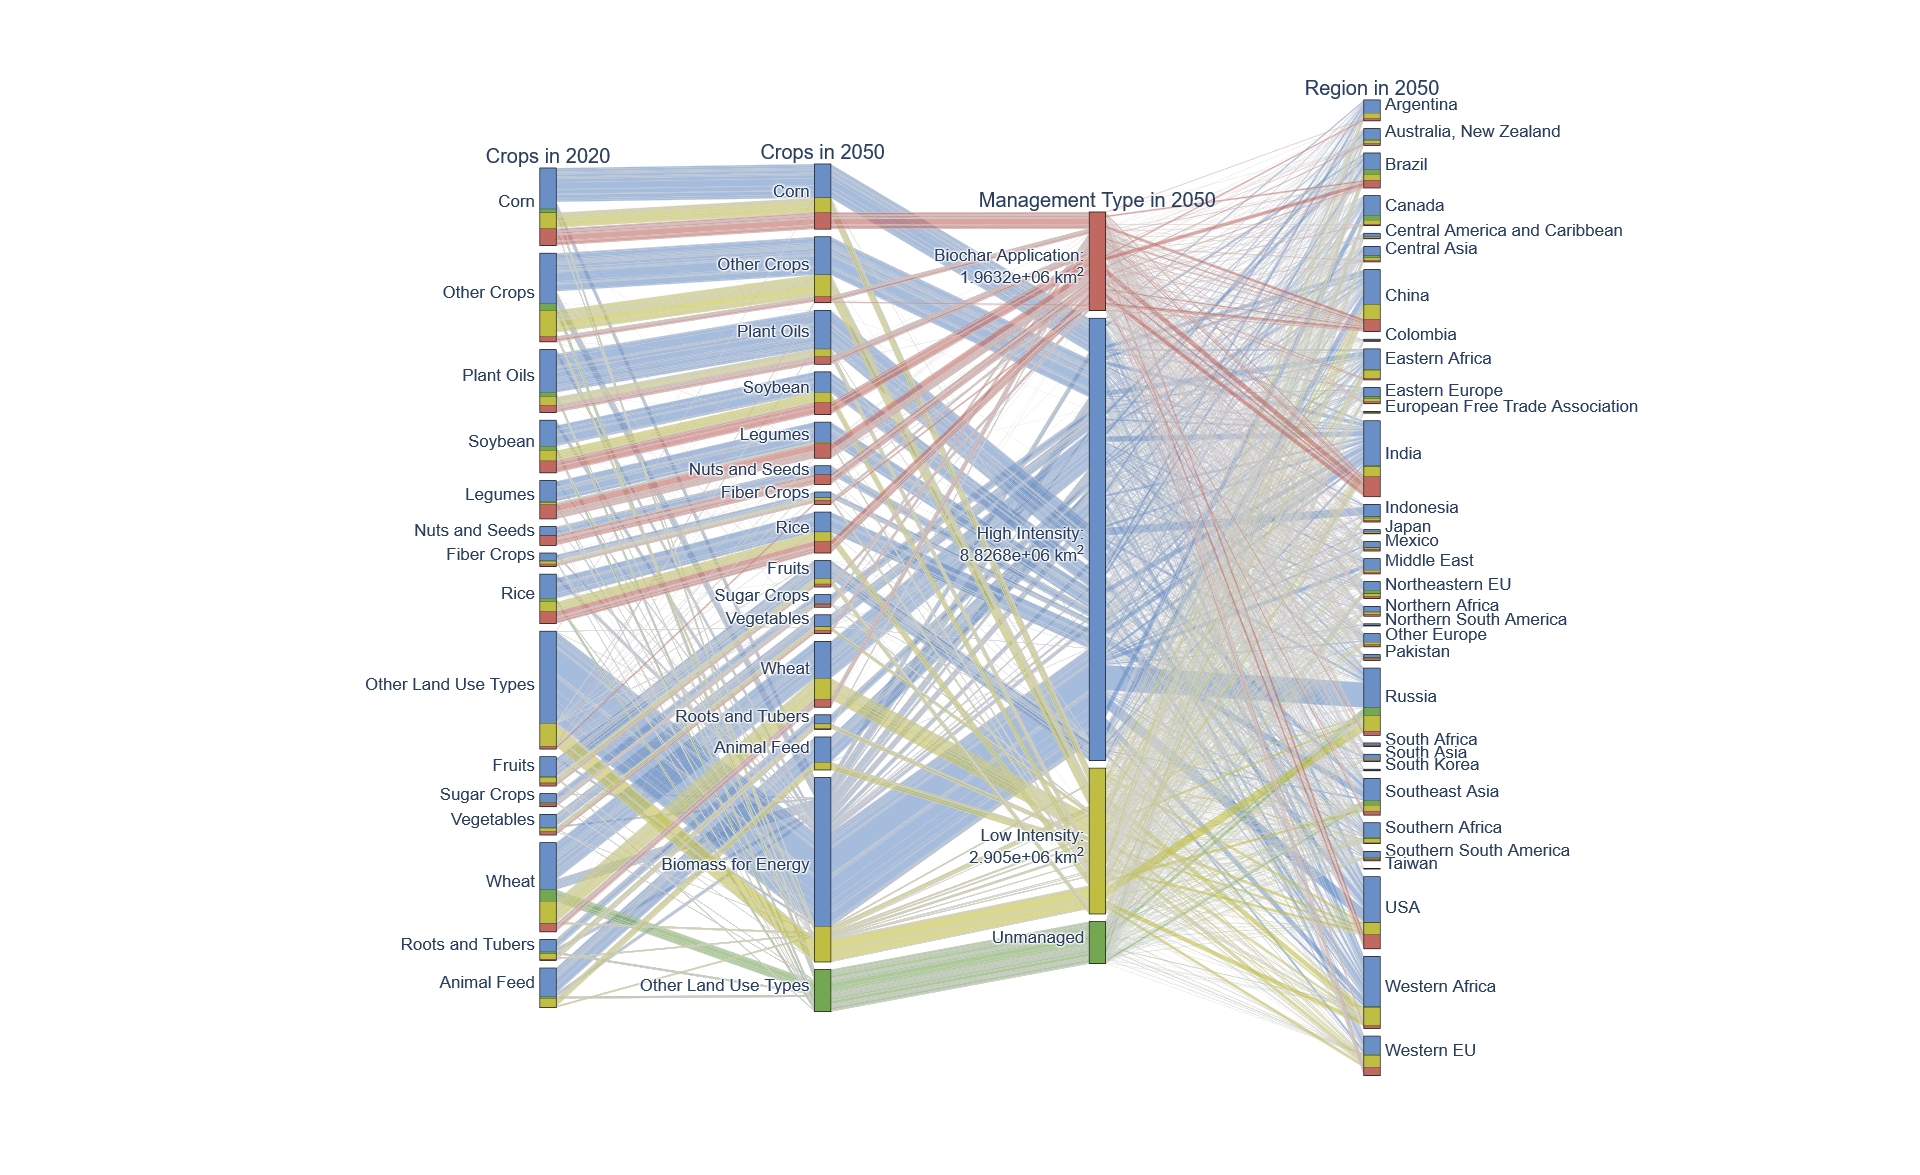 Crops in 2020
Corn
Other Crops
Plant Oils
Soybean
Legumes
Nuts and Seeds
Fiber Crops
Rice
Other Land Use Types
Fruits
Sugar Crops
Vegetables
Wheat
Roots and Tubers
Animal Feed
Crops in 2050
Corn
Other Crops
Plant Oils
Soybean
Legumes
Nuts and Seeds
Fiber Crops
Rice
Fruits
Sugar Crops
Vegetables
Wheat
Roots and Tubers
Animal Feed
Biomass for Energy
Other Land Use Types
Management Type in 2050
Biochar Application:
1.9632e+06 km²
High Intensity:
8.8268e+06 km²
Low Intensity:
2.905e+06 km²
Unmanaged
Region in 2050
Argentina
Australia, New Zealand
Brazil
Canada
Central America and Caribbean
Central Asia
China
Colombia
Eastern Africa
Eastern Europe
European Free Trade Association
India
Indonesia
Japan
Mexico
Middle East
Northeastern EU
Northern Africa
Northern South America
Other Europe
Pakistan
Russia
South Africa
South Asia
South Korea
Southeast Asia
Southern Africa
Southern South America
Taiwan
USA
Western Africa
Western EU